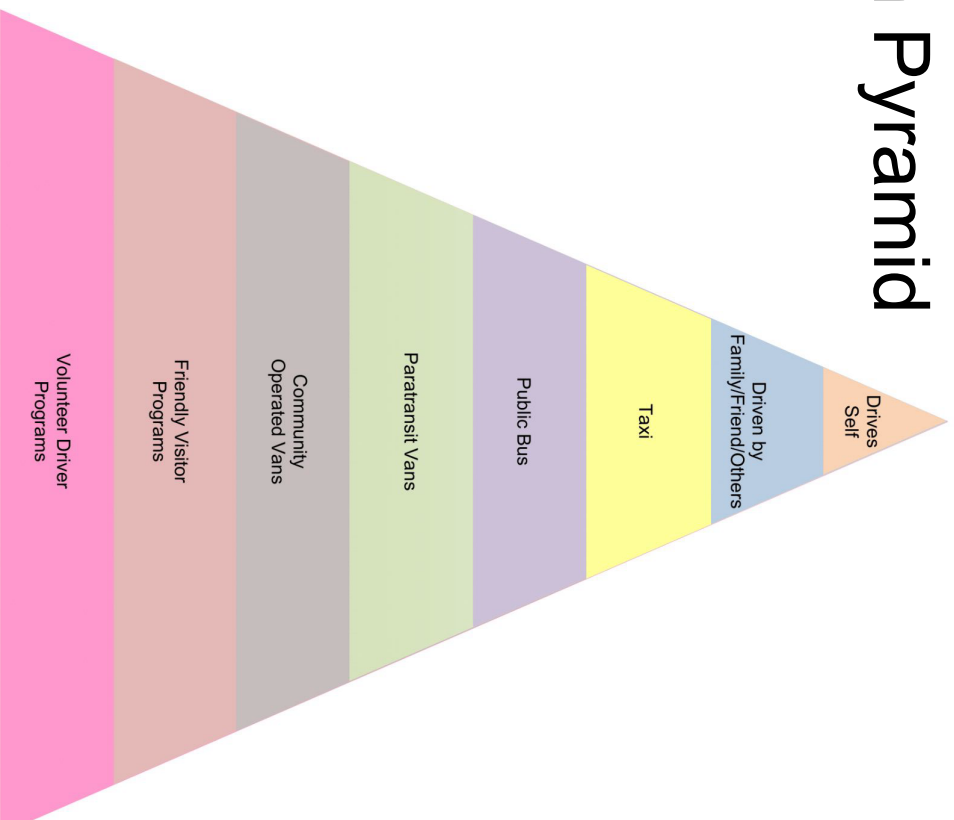 Pyramid
Drives
Self
Driven by
Family/Friend/Others
Taxi
Public Bus
Paratransit Vans
Community
Operated Vans
Friendly Visitor
Programs
Volunteer Driver
Programs